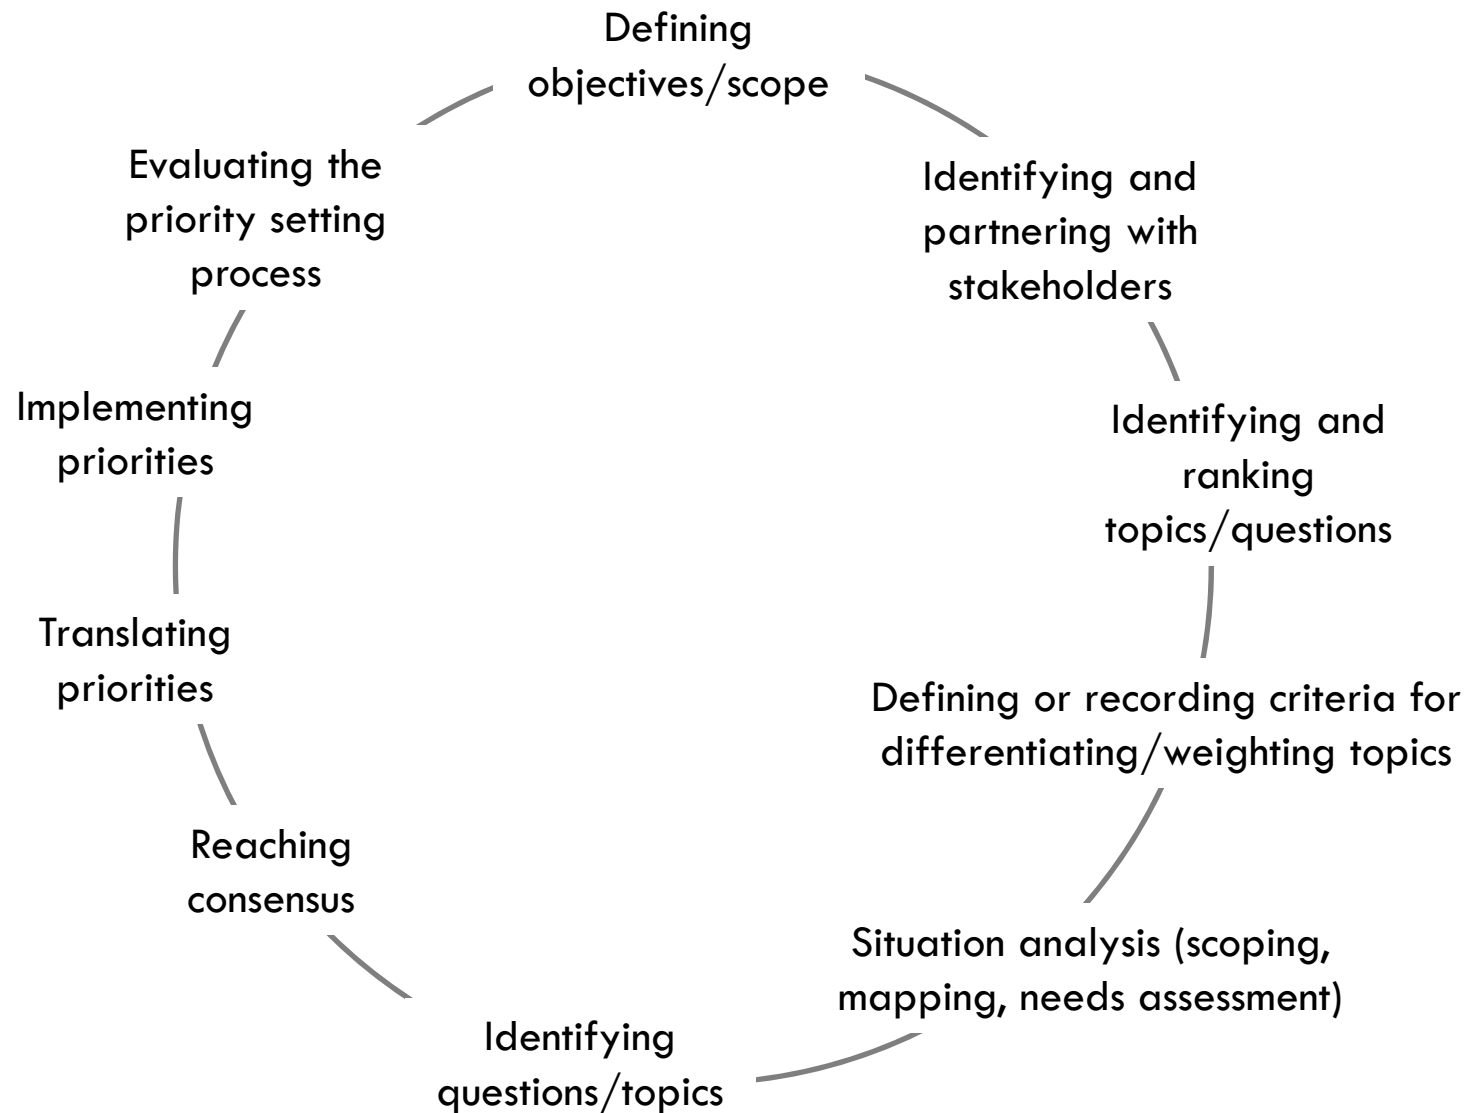 Defining
objectives/scope
Identifying and
partnering with
stakeholders
Identifying and
ranking
topics/questions
Defining or recording criteria for
differentiating/weighting topics
Situation analysis (scoping,
mapping, needs assessment)
Identifying
questions/topics
Reaching
consensus
Translating
priorities
Implementing
priorities
Evaluating the
priority setting
process